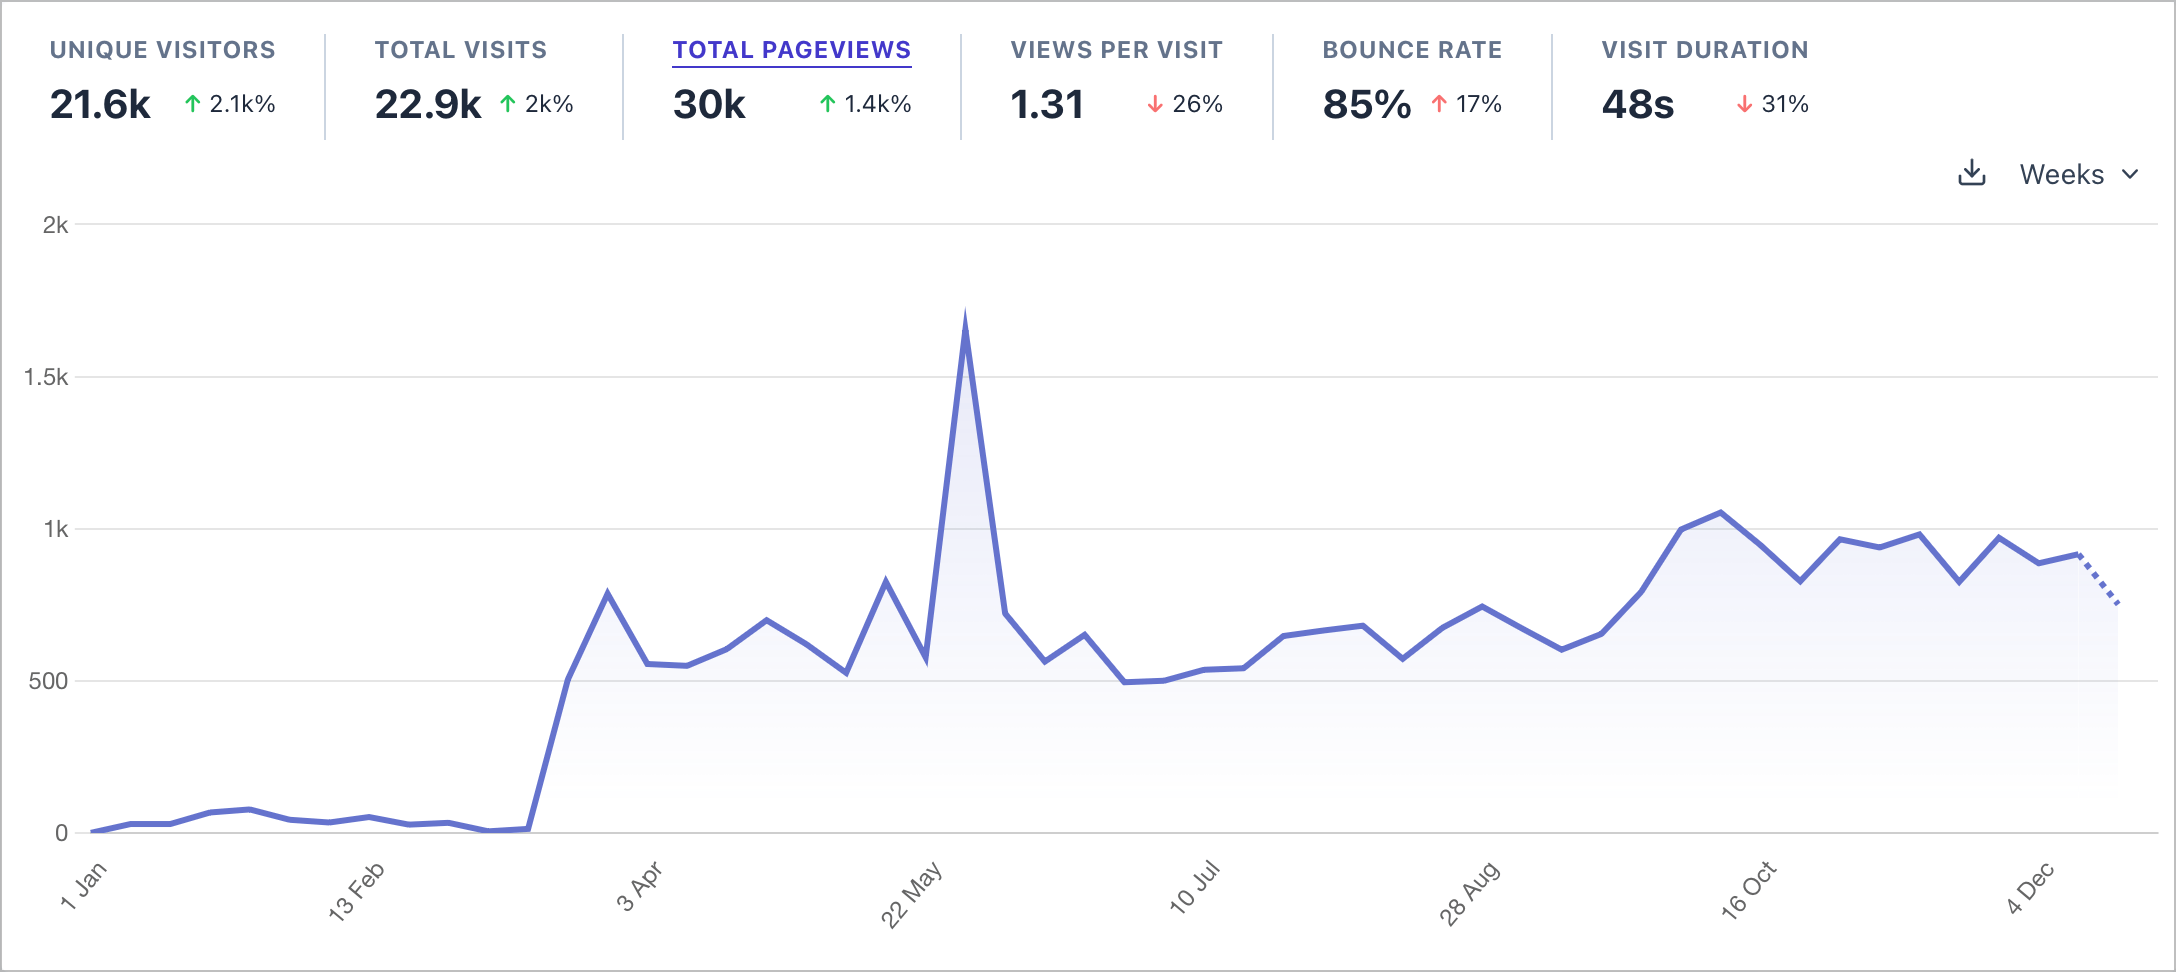 UNIQUE VISITORS TOTAL VISITS TOTAL PAGEVIEWS VIEWS PER VISIT BOUNCE RATE VISIT DURATION
21.6k ↑ 2.1k% 22.9k ↑ 2k% 30k ↑ 1.4k% 1.31 ↓ 26% 85% ↑ 17% 48s ↓ 31%
Weeks
2k
1.5k
1k
500
0
1 Jan 13 Feb 3 Apr 22 May 10 Jul 28 Aug 16 Oct 4 Dec